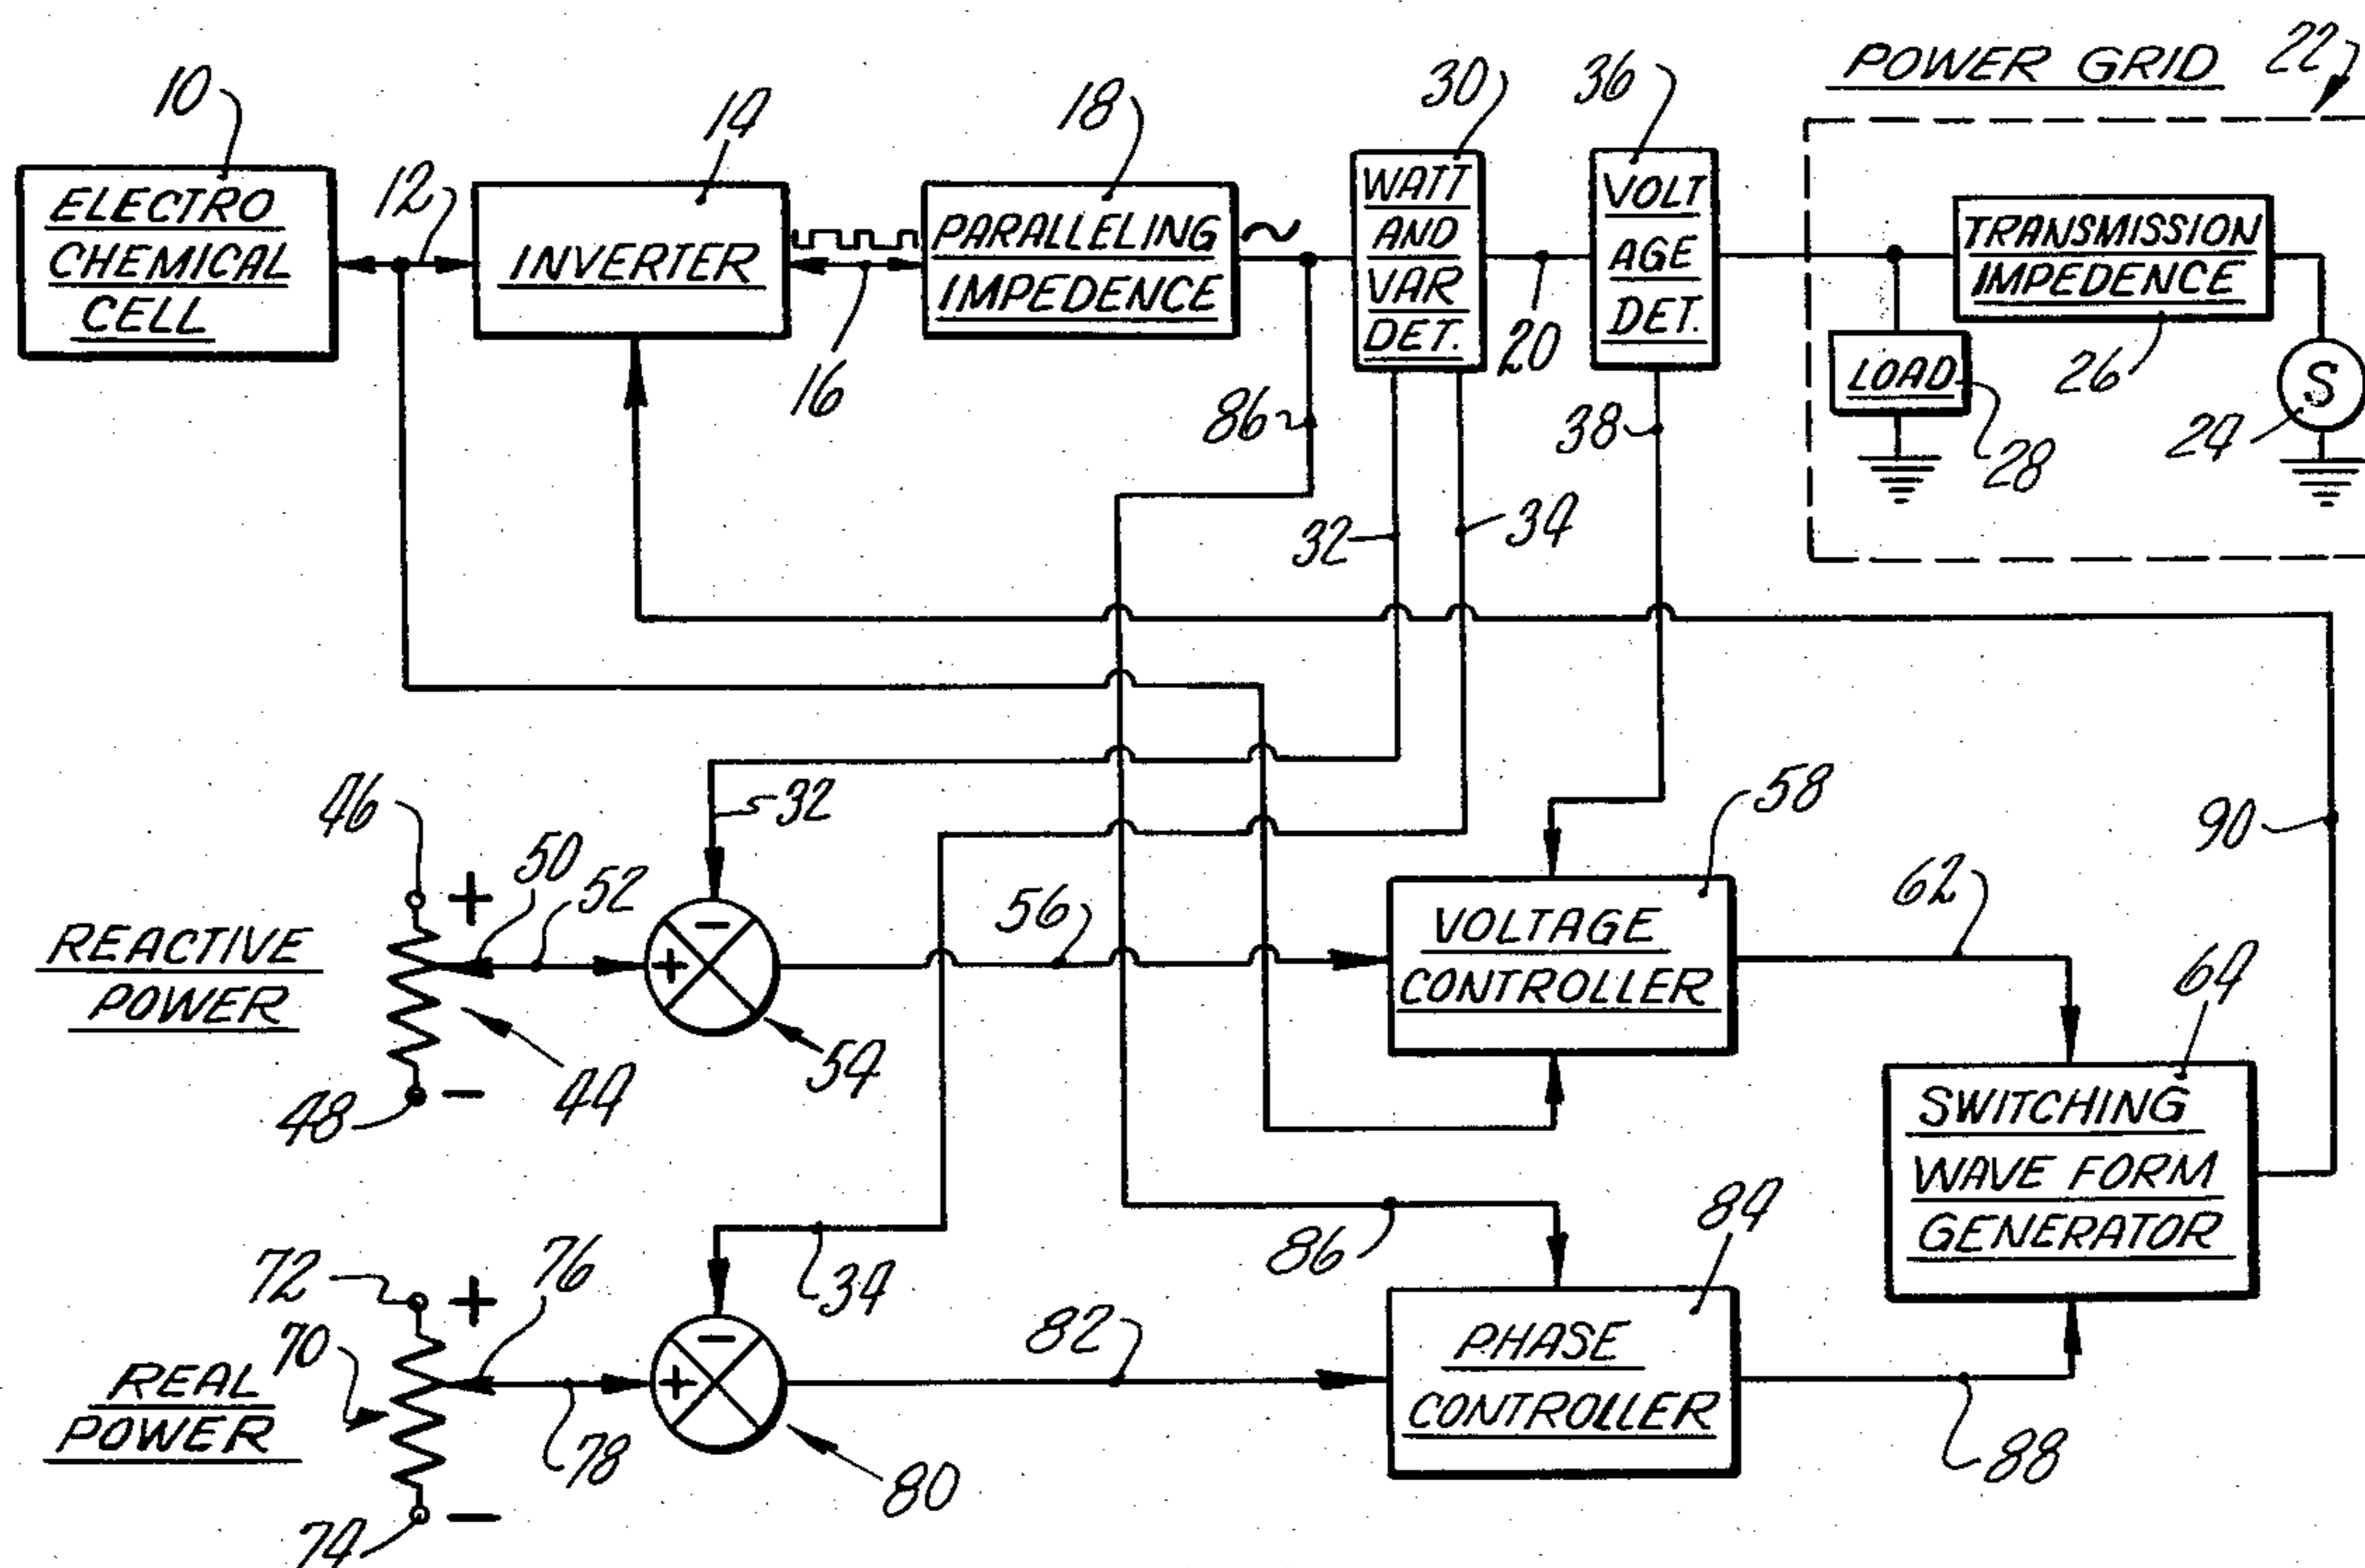 POWER GRID
22
10
12
14
18
30
36
ELECTRO
CHEMICAL
CELL
INVERTER
PARALLELING
IMPEDENCE
WATT
AND
VAR
DET.
VOLT
AGE
DET.
TRANSMISSION
IMPEDENCE
LOAD
S
16
20
26
24
28
86
38
32
34
46
+
50
52
32
58
90
REACTIVE
POWER
48
-
44
-
+
54
56
VOLTAGE
CONTROLLER
62
64
SWITCHING
WAVE FORM
GENERATOR
72
+
76
34
86
84
70
REAL
POWER
74
-
78
-
+
80
82
PHASE
CONTROLLER
88